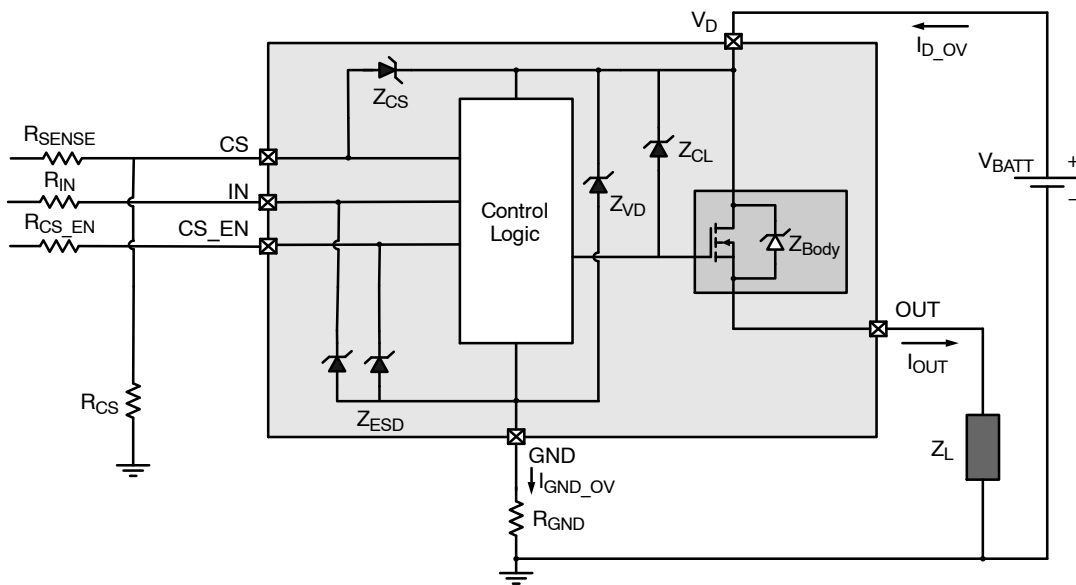 V_D
I_D_OV
Z_CS
R_SENSE
CS
Z_CL
V_BATT
+
R_IN
IN
−
Z_VD
R_CS_EN
CS_EN
Control
Logic
Z_Body
OUT
I_OUT
R_CS
Z_ESD
Z_L
GND
I_GND_OV
R_GND